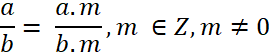 a/b = a.m/b.m, m ∈ Z, m ≠ 0